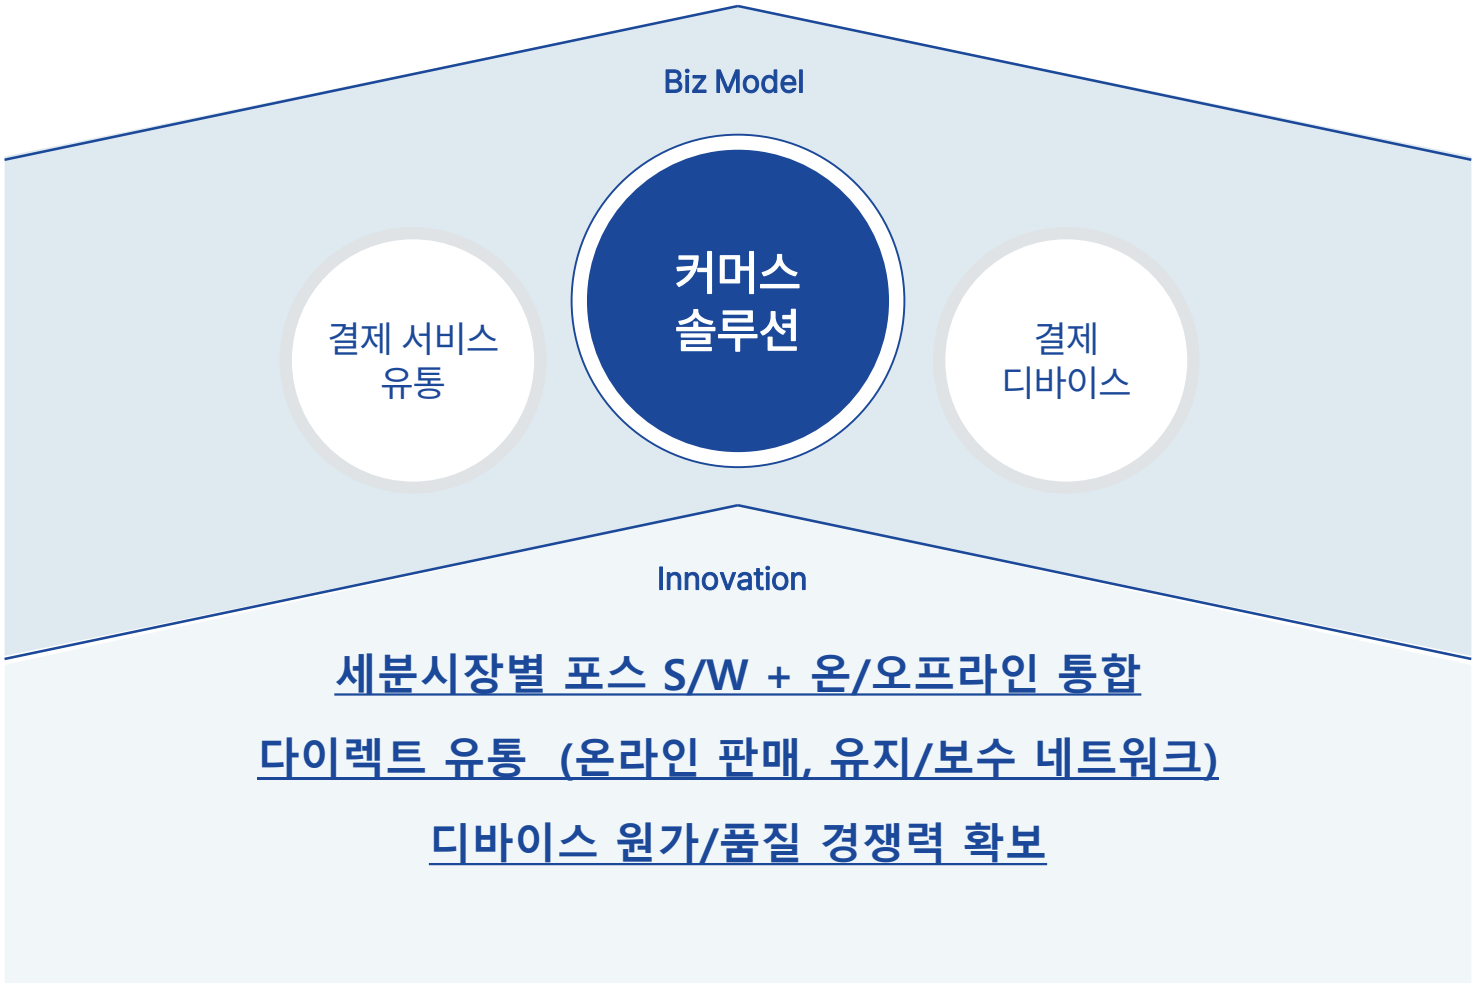 Biz Model
커머스
솔루션
결제 서비스
유통
결제
디바이스
Innovation
세분시장별 포스 S/W + 온/오프라인 통합
다이렉트 유통  (온라인 판매, 유지/보수 네트워크)
디바이스 원가/품질 경쟁력 확보